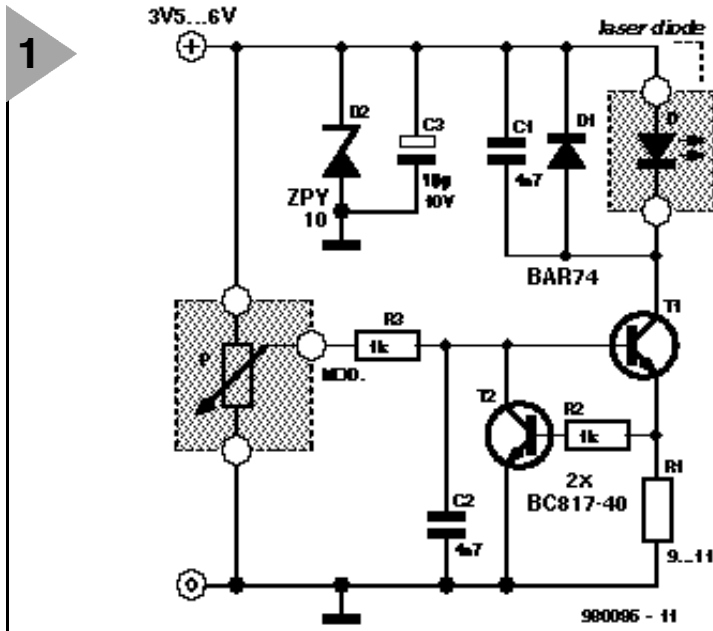 1
3V5...6V
laser diode
D2
C3
C1
D1
D
ZPY
10
10µ
10V
4n7
BAR74
T1
P
R3
1k
MOD.
T2
R2
1k
2X
BC817-40
R1
C2
4n7
9...11
980086 - 11